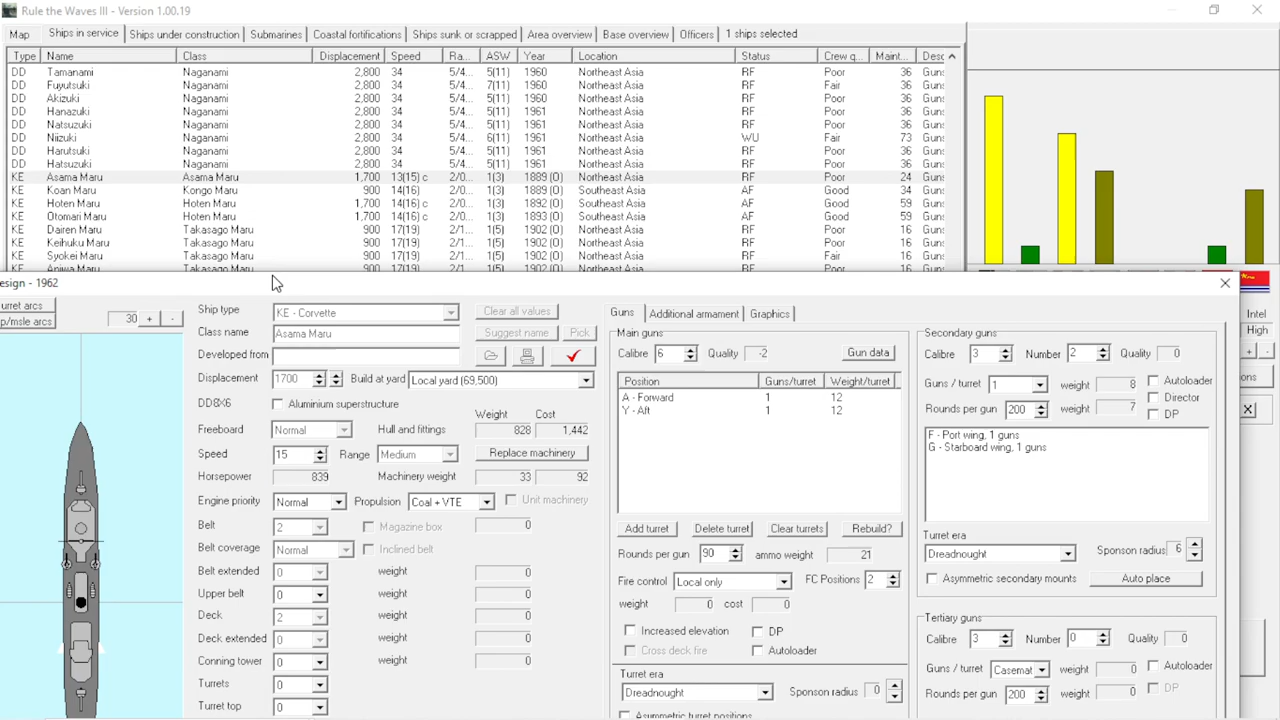 Rule the Waves III - Version 1.00.19
Map Ships in service Ships under construction Submarines Coastal fortifications Ships sunk or scrapped Area overview Base overview Officers 1 ships selected
Type Name Class Displacement Speed Ra... ASW Year Location Status Crew q... Maint... Desc
DD Tamanami Naganami 2,800 34 5/4... 5(11) 1960 Northeast Asia RF Poor 36 Guns
DD Fuyutsuki Naganami 2,800 34 5/4... 7(11) 1960 Northeast Asia RF Fair 36 Guns
DD Akizuki Naganami 2,800 34 5/4... 5(11) 1960 Northeast Asia RF Poor 36 Guns
DD Hanazuki Naganami 2,800 34 5/4... 5(11) 1961 Northeast Asia RF Poor 36 Guns
DD Natsuzuki Naganami 2,800 34 5/4... 5(11) 1961 Northeast Asia RF Poor 36 Guns
DD Niizuki Naganami 2,800 34 5/4... 5(11) 1961 Northeast Asia WU Fair 73 Guns
DD Harutsuki Naganami 2,800 34 5/4... 5(11) 1961 Northeast Asia RF Poor 36 Guns
DD Hatsuzuki Naganami 2,800 34 5/4... 5(11) 1961 Northeast Asia RF Poor 36 Guns
KE Asama Maru Asama Maru 1,700 13(15) c 2/0... 1(3) 1889 (O) Northeast Asia RF Poor 24 Guns
KE Koan Maru Kongo Maru 900 14(16) 2/0... 1(3) 1889 (O) Southeast Asia AF Good 34 Guns
KE Hoten Maru Hoten Maru 1,700 14(16) c 2/0... 1(3) 1892 (O) Southeast Asia AF Good 59 Guns
KE Otomari Maru Hoten Maru 1,700 14(16) c 2/0... 1(3) 1893 (O) Southeast Asia AF Good 59 Guns
KE Dairen Maru Takasago Maru 900 17(19) 2/1... 1(5) 1902 (O) Northeast Asia RF Poor 16 Guns
KE Keihuku Maru Takasago Maru 900 17(19) 2/1... 1(5) 1902 (O) Northeast Asia RF Poor 16 Guns
KE Syokei Maru Takasago Maru 900 17(19) 2/1... 1(5) 1902 (O) Northeast Asia RF Poor 16 Guns
KE Aniwa Maru Takasago Maru 900 17(19) 2/1... 1(5) 1902 (O) Northeast Asia RF Poor 16 Guns
esign - 1962
urret arcs
p/msle arcs 30 + -
Ship type KE - Corvette Clear all values
Class name Asama Maru Suggest name Pick
Developed from
Displacement 1700 Build at yard Local yard (69,500)
DD8X6 Aluminium superstructure Weight Cost
Freeboard Normal Hull and fittings 828 1,442
Speed 15 Range Medium Replace machinery
Horsepower 839 Machinery weight 33 92
Engine priority Normal Propulsion Coal + VTE Unit machinery
Belt 2 Magazine box 0
Belt coverage Normal Inclined belt
Belt extended 0 weight 0
Upper belt 0 weight 0
Deck 2 weight 0
Deck extended 0 weight 0
Conning tower 0 weight 0
Turrets 0
Turret top 0
Guns Additional armament Graphics
Main guns
Calibre 6 Quality -2 Gun data
Position Guns/turret Weight/turret
A - Forward 1 12
Y - Aft 1 12
Add turret Delete turret Clear turrets Rebuild?
Rounds per gun 90 ammo weight 21
Fire control Local only FC Positions 2
weight 0 cost 0
Increased elevation DP
Cross deck fire Autoloader
Turret era
Dreadnought Sponson radius 0
Asymmetric turret positions
Secondary guns
Calibre 3 Number 2 Quality 0
Guns / turret 1 weight 8 Autoloader
Director
Rounds per gun 200 weight 7 DP
F - Port wing, 1 guns
G - Starboard wing, 1 guns
Turret era
Dreadnought Sponson radius 6
Asymmetric secondary mounts Auto place
Tertiary guns
Calibre 3 Number 0 Quality 0
Guns / turret Casemat weight 0 Autoloader
Rounds per gun 200 weight 0 DP
Intel
High
+ -
ons
X